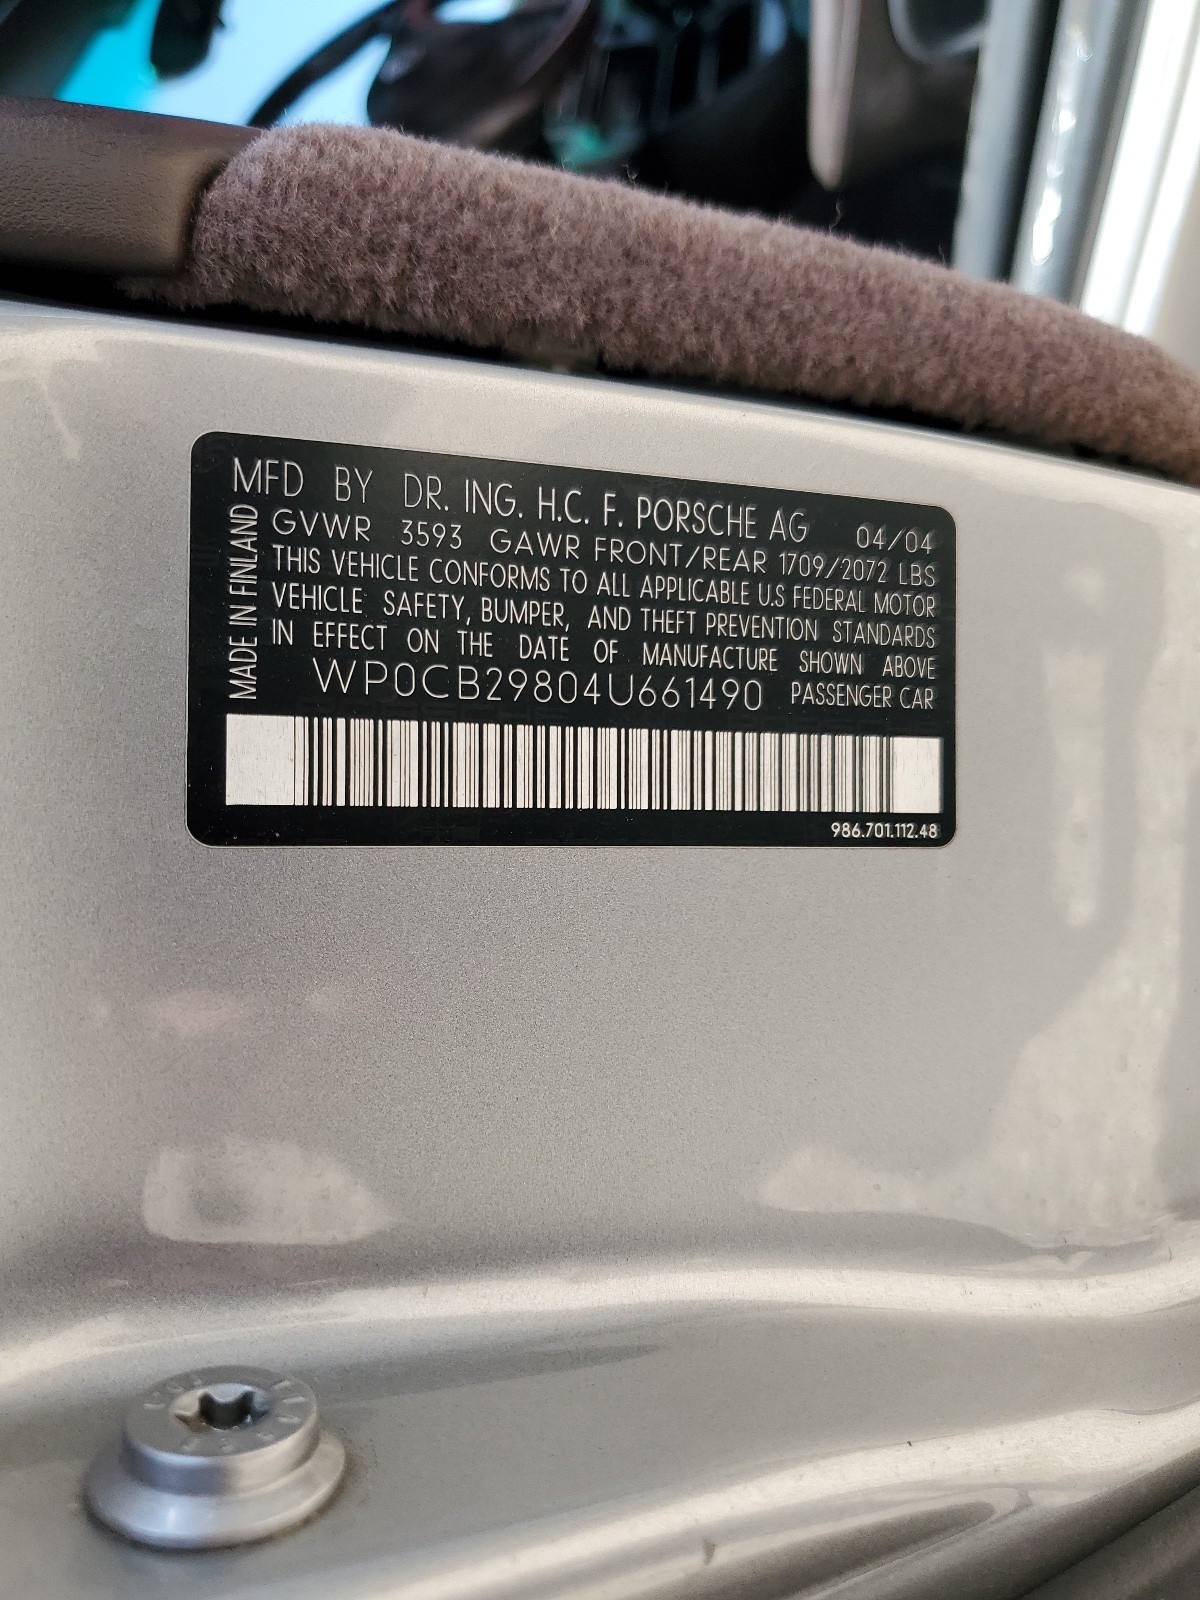 MFD BY DR. ING. H.C. F. PORSCHE AG 04/04
GVWR 3593 GAWR FRONT/REAR 1709/2072 LBS
THIS VEHICLE CONFORMS TO ALL APPLICABLE U.S FEDERAL MOTOR
VEHICLE SAFETY, BUMPER, AND THEFT PREVENTION STANDARDS
IN EFFECT ON THE DATE OF MANUFACTURE SHOWN ABOVE
WP0CB29804U661490 PASSENGER CAR
MADE IN FINLAND
986.701.112.48